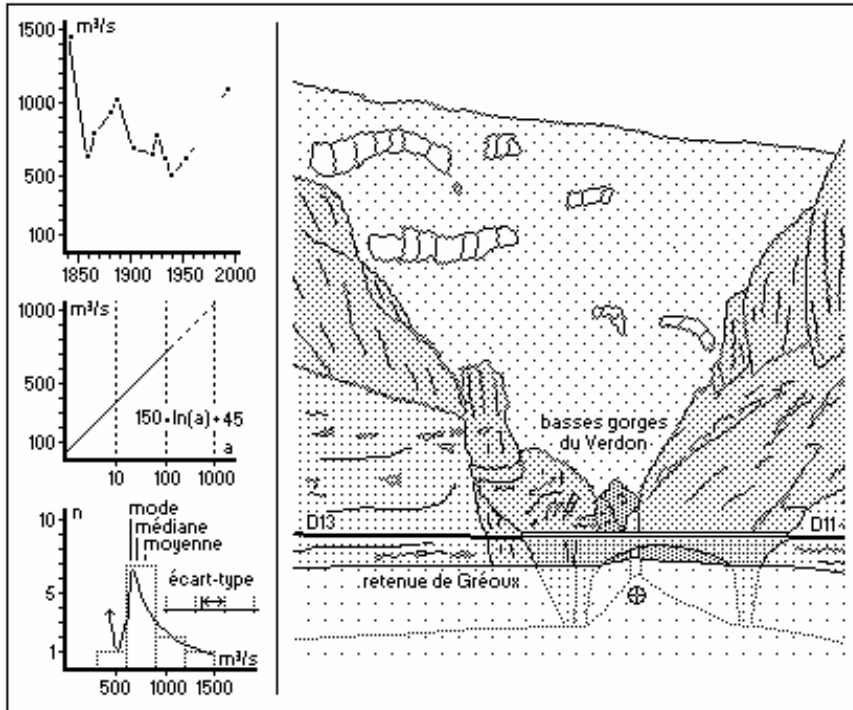 m³/s
1500
1000
500
100
1850 1900 1950 2000
m³/s
1000
500
100
150·ln(a)+45
a
10 100 1000
n
10
5
1
mode
médiane
moyenne
écart-type
m³/s
500 1000 1500
basses gorges
du Verdon
D13
D11
retenue de Gréoux